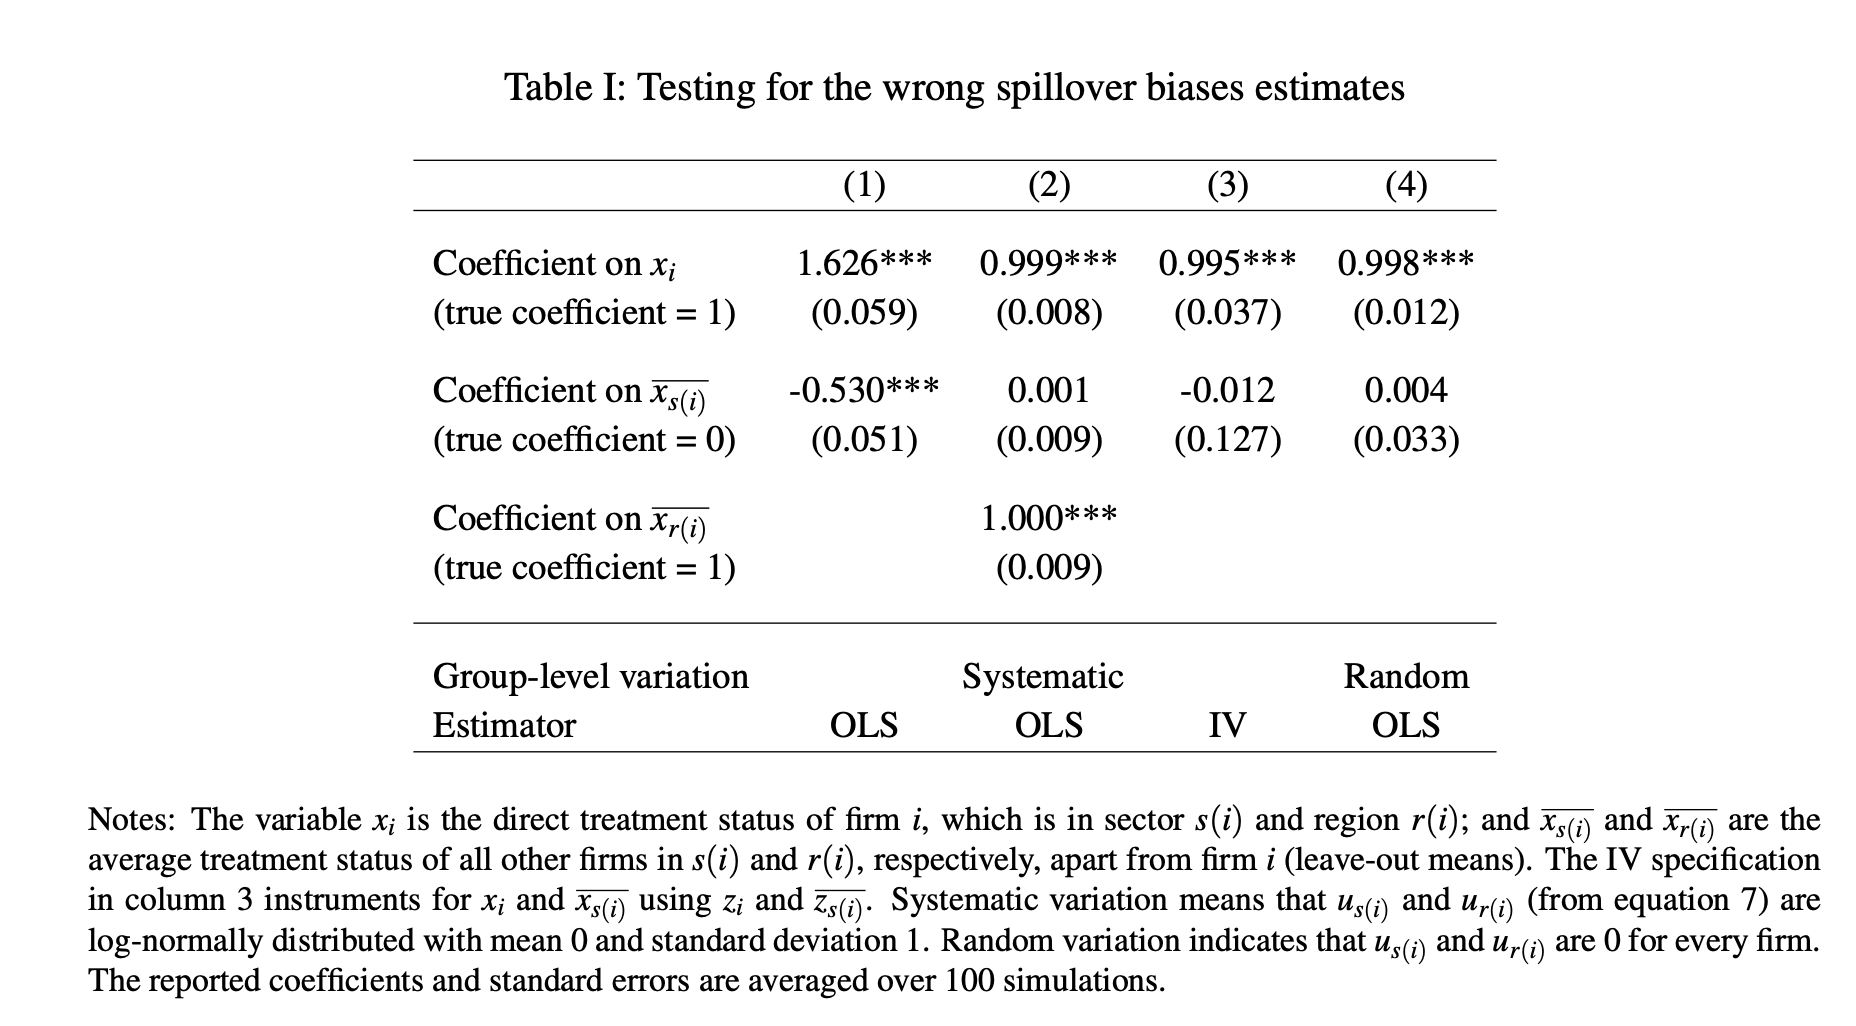 Table I: Testing for the wrong spillover biases estimates
(1) (2) (3) (4)
Coefficient on x_i 1.626*** 0.999*** 0.995*** 0.998***
(true coefficient = 1) (0.059) (0.008) (0.037) (0.012)
Coefficient on \overline{x_{s(i)}} -0.530*** 0.001 -0.012 0.004
(true coefficient = 0) (0.051) (0.009) (0.127) (0.033)
Coefficient on \overline{x_{r(i)}} 1.000***
(true coefficient = 1) (0.009)
Group-level variation Systematic Random
Estimator OLS OLS IV OLS
Notes: The variable x_i is the direct treatment status of firm i, which is in sector s(i) and region r(i); and \overline{x_{s(i)}} and \overline{x_{r(i)}} are the
average treatment status of all other firms in s(i) and r(i), respectively, apart from firm i (leave-out means). The IV specification
in column 3 instruments for x_i and \overline{x_{s(i)}} using z_i and \overline{z_{s(i)}}. Systematic variation means that u_{s(i)} and u_{r(i)} (from equation 7) are
log-normally distributed with mean 0 and standard deviation 1. Random variation indicates that u_{s(i)} and u_{r(i)} are 0 for every firm.
The reported coefficients and standard errors are averaged over 100 simulations.